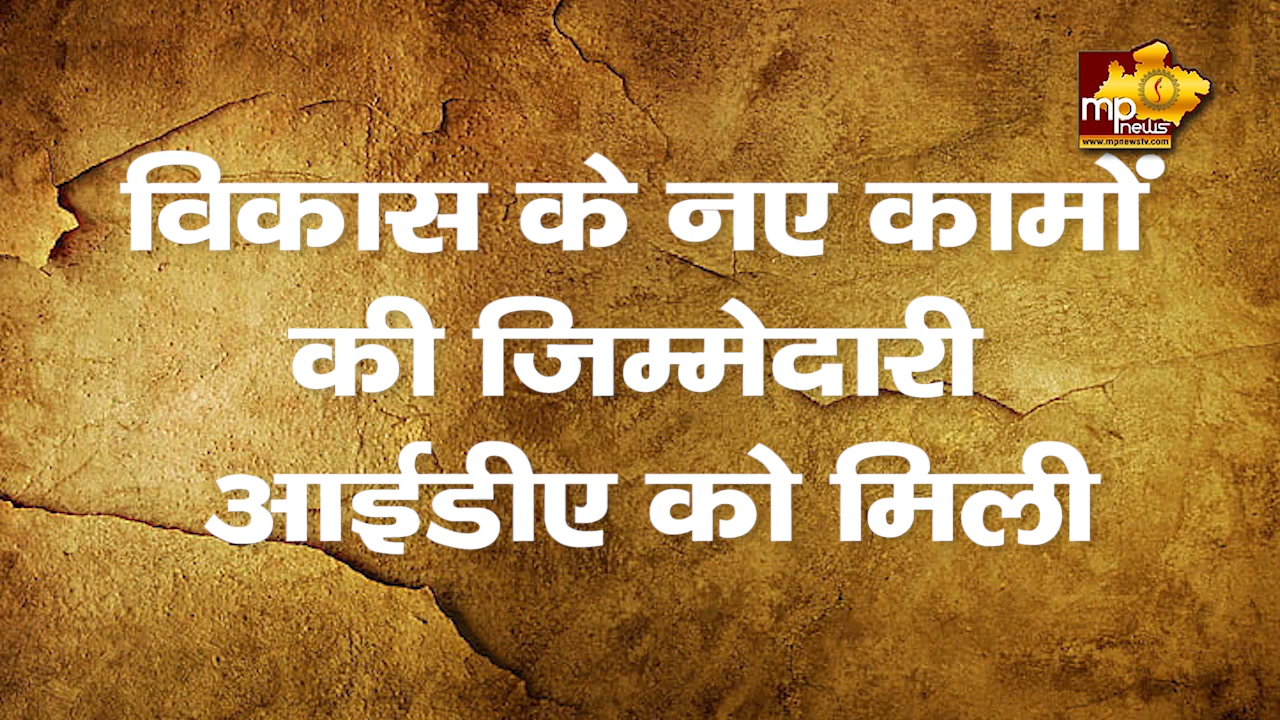 mp news
www.mpnewstv.com
विकास के नए कामों
की जिम्मेदारी
आईडीए को मिली